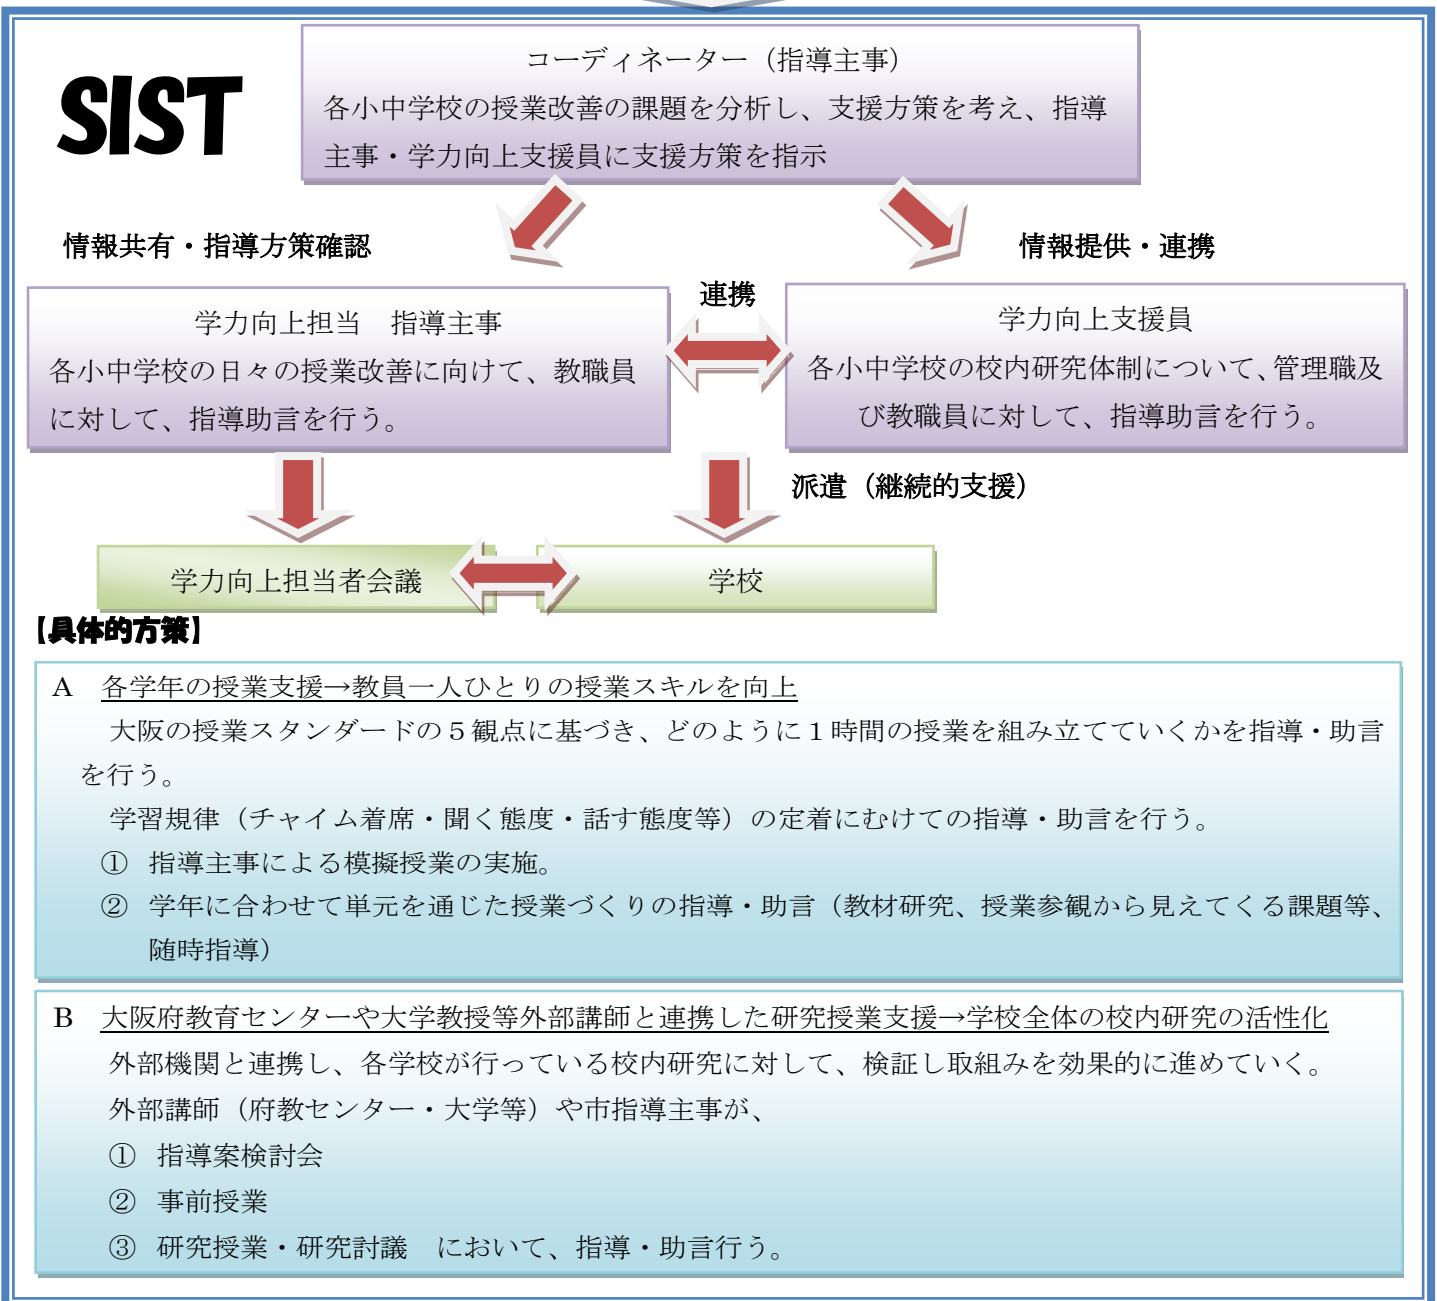 SIST
コーディネーター（指導主事）
各小中学校の授業改善の課題を分析し、支援方策を考え、指導
主事・学力向上支援員に支援方策を指示
情報共有・指導方策確認
情報提供・連携
連携
学力向上担当　指導主事
各小中学校の日々の授業改善に向けて、教職員
に対して、指導助言を行う。
学力向上支援員
各小中学校の校内研究体制について、管理職及
び教職員に対して、指導助言を行う。
派遣（継続的支援）
学力向上担当者会議
学校
【具体的方策】
A　各学年の授業支援→教員一人ひとりの授業スキルを向上
大阪の授業スタンダードの５観点に基づき、どのように１時間の授業を組み立てていくかを指導・助言
を行う。
学習規律（チャイム着席・聞く態度・話す態度等）の定着にむけての指導・助言を行う。
① 指導主事による模擬授業の実施。
② 学年に合わせて単元を通じた授業づくりの指導・助言（教材研究、授業参観から見えてくる課題等、
随時指導）
B　大阪府教育センターや大学教授等外部講師と連携した研究授業支援→学校全体の校内研究の活性化
外部機関と連携し、各学校が行っている校内研究に対して、検証し取組みを効果的に進めていく。
外部講師（府教センター・大学等）や市指導主事が、
① 指導案検討会
② 事前授業
③ 研究授業・研究討議　において、指導・助言行う。